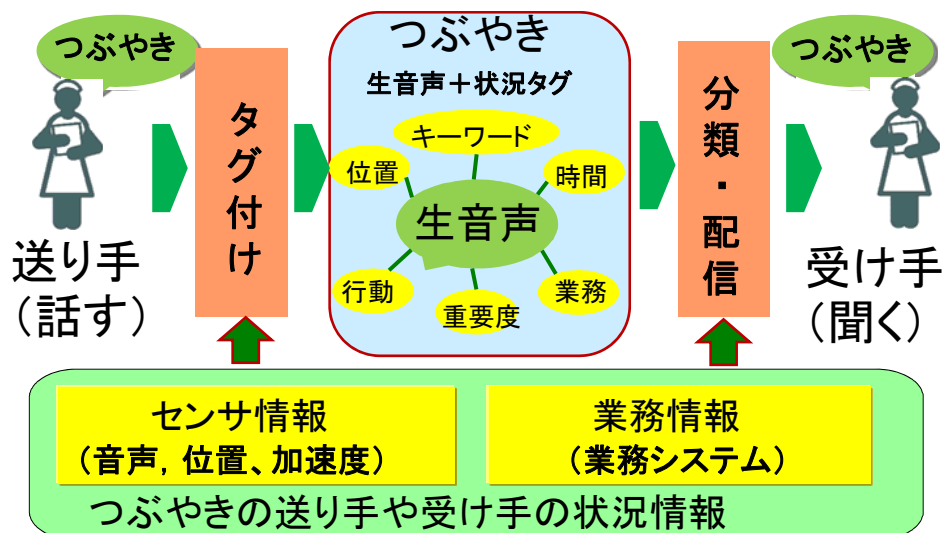 つぶやき
送り手
(話す)
タグ付け
つぶやき
生音声+状況タグ
キーワード
位置
時間
生音声
行動
重要度
業務
分類・配信
つぶやき
受け手
(聞く)
センサ情報
(音声, 位置、加速度)
業務情報
(業務システム)
つぶやきの送り手や受け手の状況情報